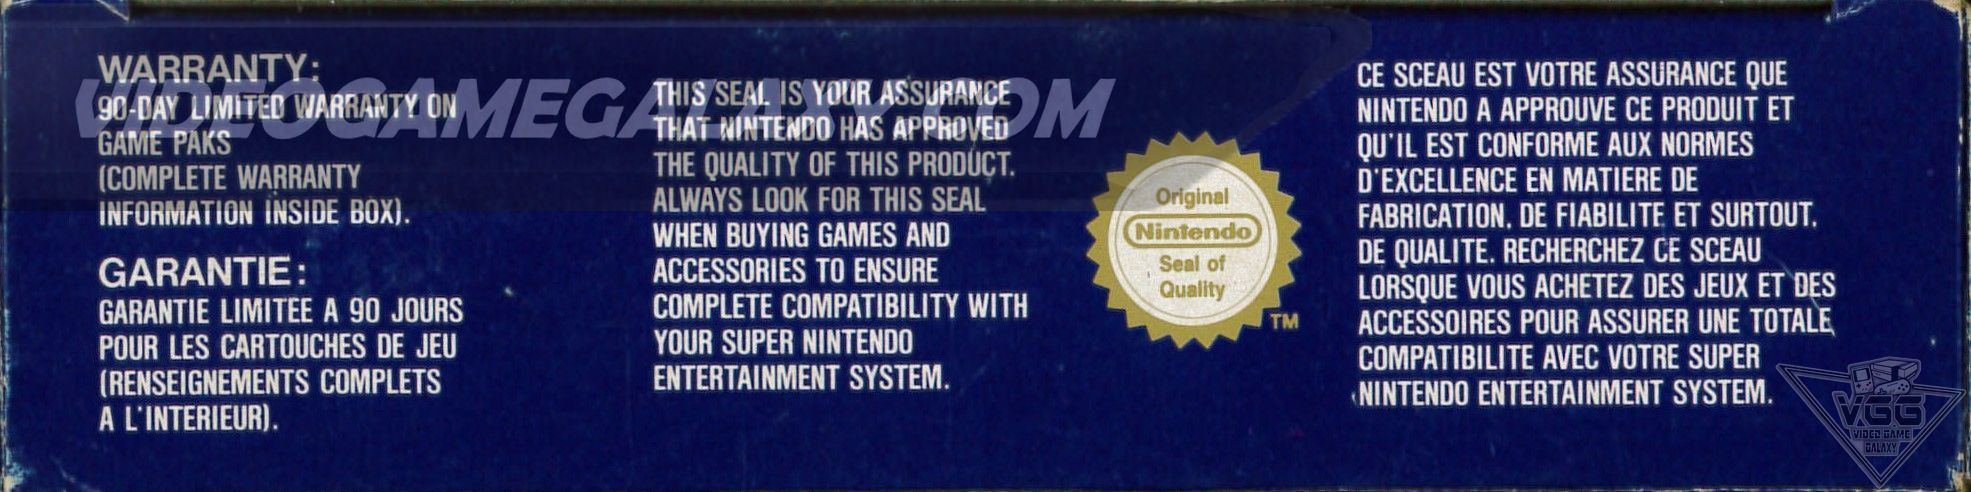 WARRANTY:
90-DAY LIMITED WARRANTY ON
GAME PAKS
(COMPLETE WARRANTY
INFORMATION INSIDE BOX).
GARANTIE:
GARANTIE LIMITEE A 90 JOURS
POUR LES CARTOUCHES DE JEU
(RENSEIGNEMENTS COMPLETS
A L'INTERIEUR).
VIDEOGAMEGALAXY.COM
THIS SEAL IS YOUR ASSURANCE
THAT NINTENDO HAS APPROVED
THE QUALITY OF THIS PRODUCT.
ALWAYS LOOK FOR THIS SEAL
WHEN BUYING GAMES AND
ACCESSORIES TO ENSURE
COMPLETE COMPATIBILITY WITH
YOUR SUPER NINTENDO
ENTERTAINMENT SYSTEM.
Original
Nintendo
Seal of
Quality
TM
CE SCEAU EST VOTRE ASSURANCE QUE
NINTENDO A APPROUVE CE PRODUIT ET
QU'IL EST CONFORME AUX NORMES
D'EXCELLENCE EN MATIERE DE
FABRICATION, DE FIABILITE ET SURTOUT,
DE QUALITE. RECHERCHEZ CE SCEAU
LORSQUE VOUS ACHETEZ DES JEUX ET DES
ACCESSOIRES POUR ASSURER UNE TOTALE
COMPATIBILITE AVEC VOTRE SUPER
NINTENDO ENTERTAINMENT SYSTEM.
VGG
VIDEO GAME
GALAXY